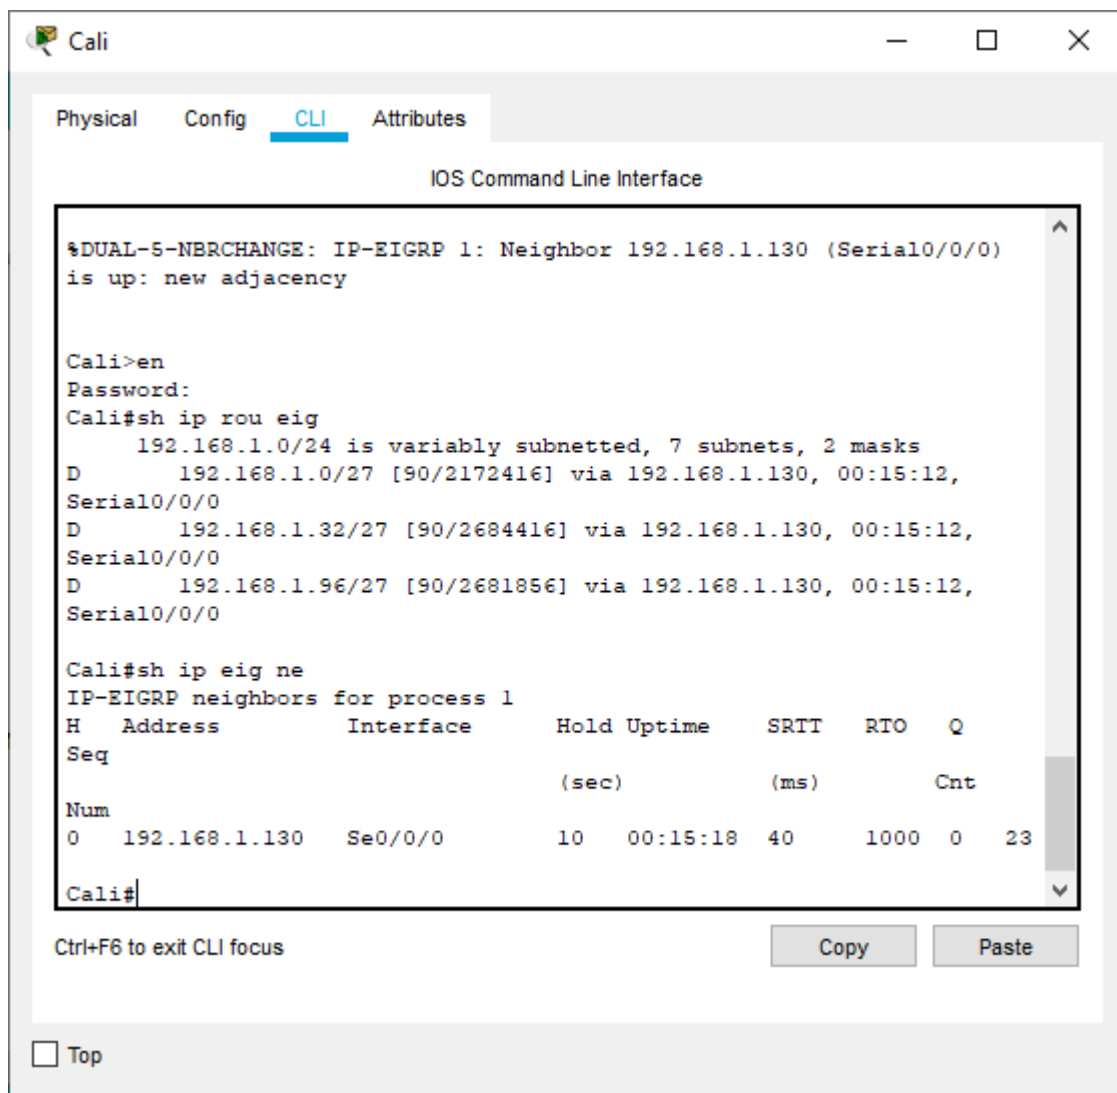 Cali
Physical Config CLI Attributes
IOS Command Line Interface
%DUAL-5-NBRCHANGE: IP-EIGRP 1: Neighbor 192.168.1.130 (Serial0/0/0)
is up: new adjacency
Cali>en
Password:
Cali#sh ip rou eig
192.168.1.0/24 is variably subnetted, 7 subnets, 2 masks
D 192.168.1.0/27 [90/2172416] via 192.168.1.130, 00:15:12,
Serial0/0/0
D 192.168.1.32/27 [90/2684416] via 192.168.1.130, 00:15:12,
Serial0/0/0
D 192.168.1.96/27 [90/2681856] via 192.168.1.130, 00:15:12,
Serial0/0/0
Cali#sh ip eig ne
IP-EIGRP neighbors for process 1
H Address Interface Hold Uptime SRTT RTO Q
Seq
(sec) (ms) Cnt
Num
0 192.168.1.130 Se0/0/0 10 00:15:18 40 1000 0 23
Cali#
Ctrl+F6 to exit CLI focus Copy Paste
Top